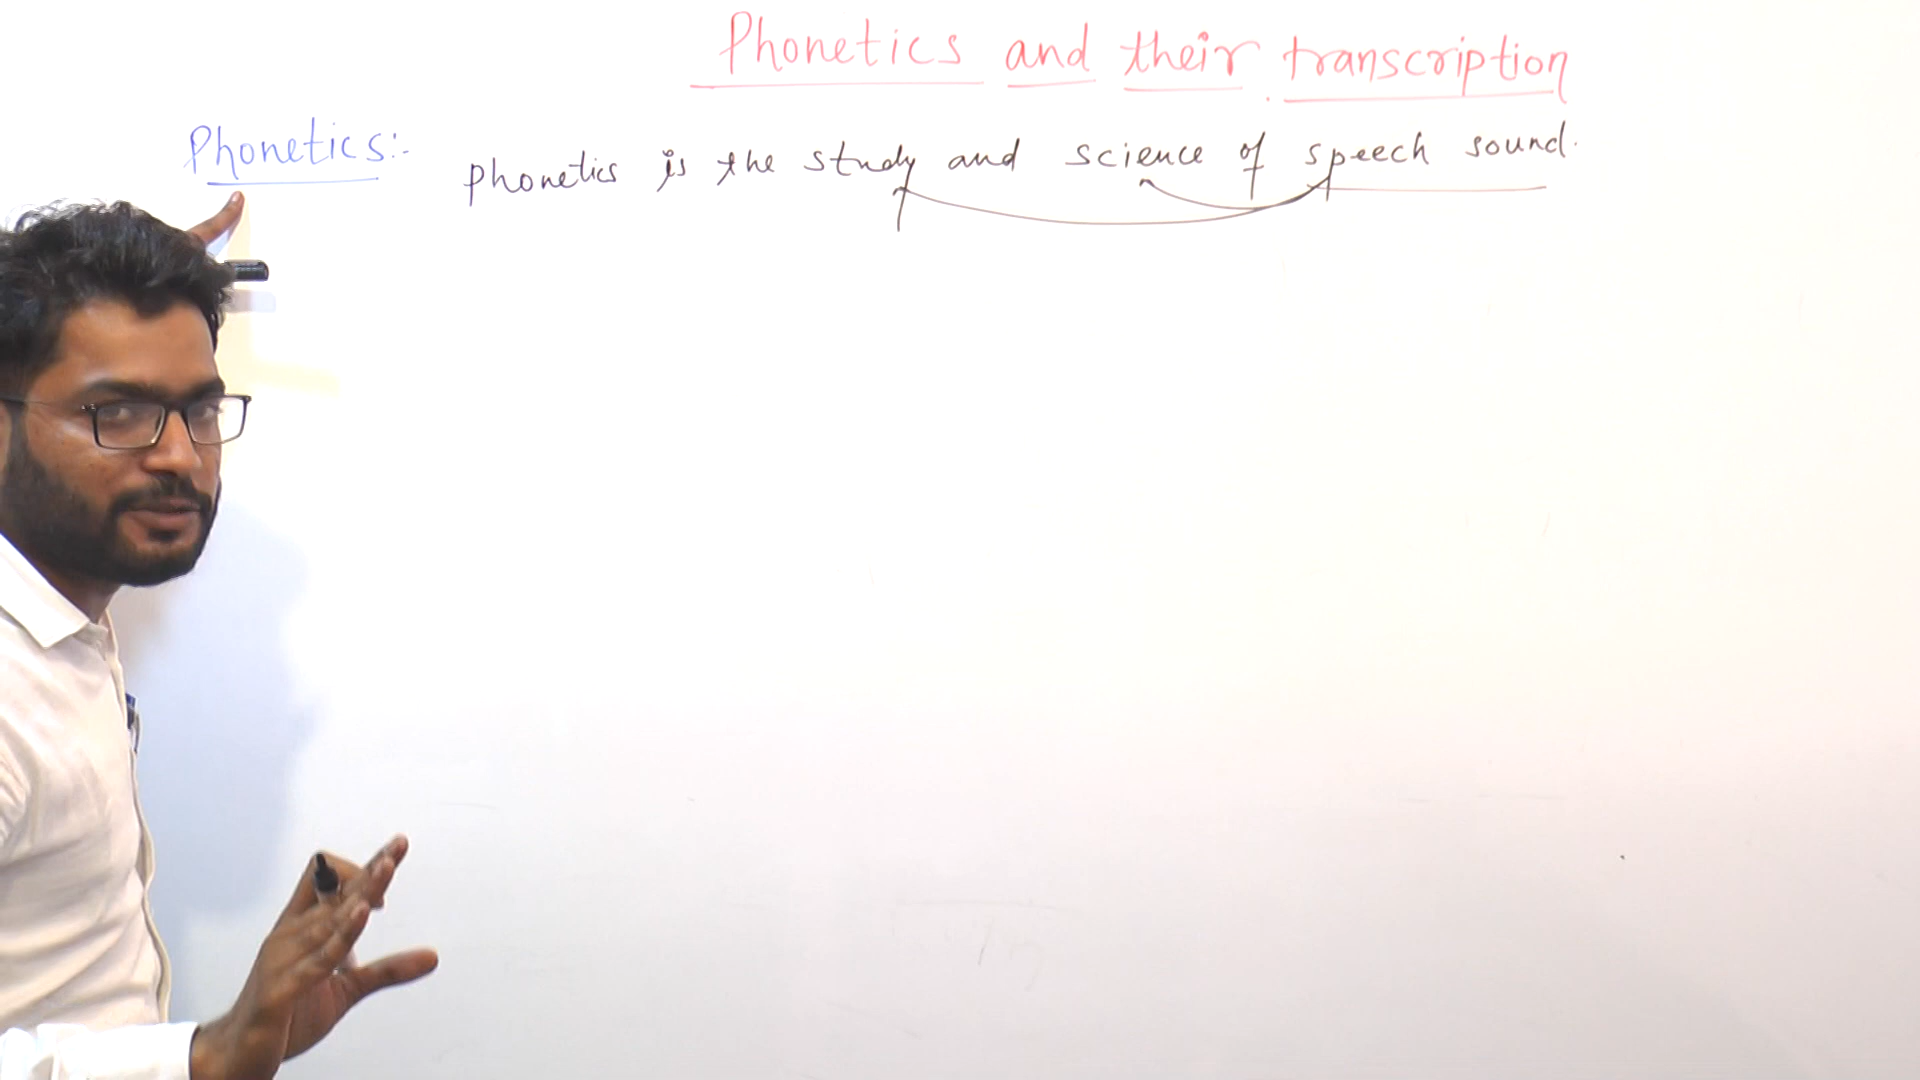 Phonetics and their transcription
Phonetics:- phonetics is the study and science of speech sound.